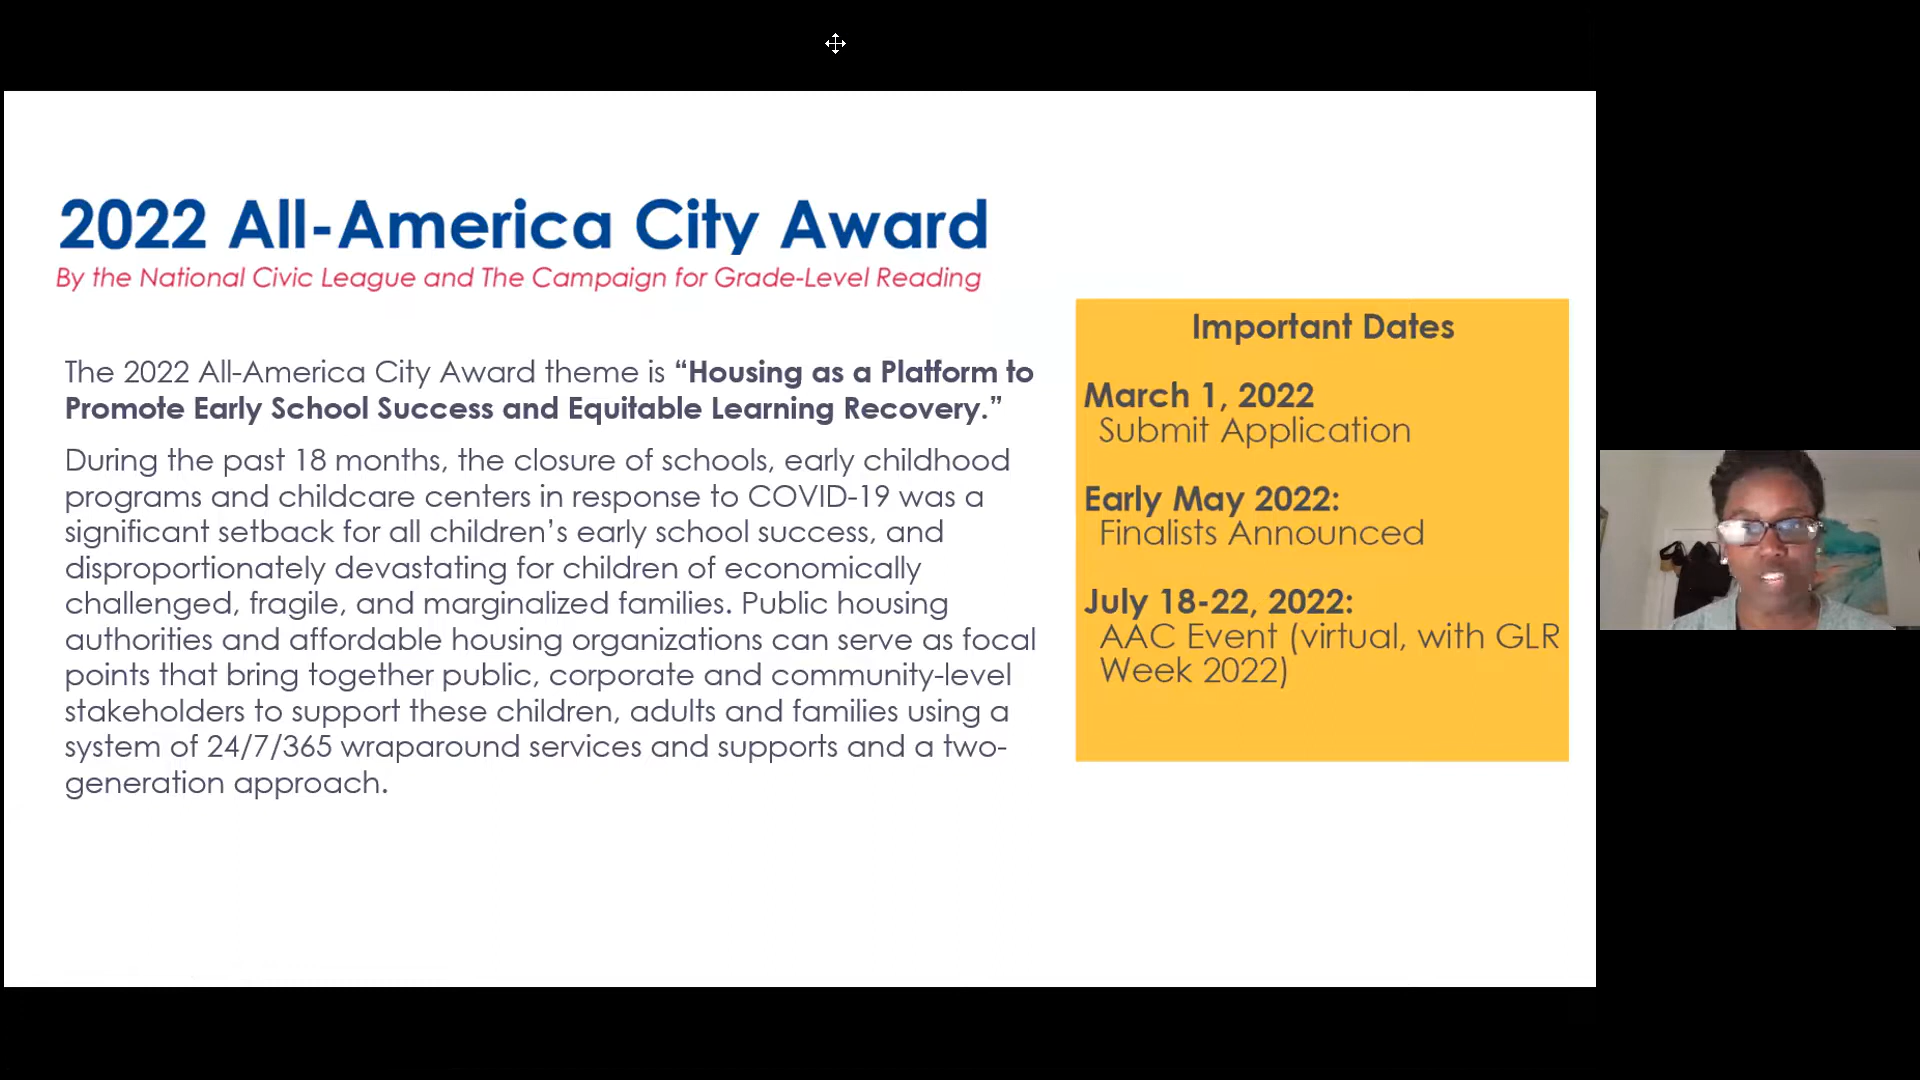 2022 All-America City Award
By the National Civic League and The Campaign for Grade-Level Reading
The 2022 All-America City Award theme is “Housing as a Platform to
Promote Early School Success and Equitable Learning Recovery.”
During the past 18 months, the closure of schools, early childhood
programs and childcare centers in response to COVID-19 was a
significant setback for all children’s early school success, and
disproportionately devastating for children of economically
challenged, fragile, and marginalized families. Public housing
authorities and affordable housing organizations can serve as focal
points that bring together public, corporate and community-level
stakeholders to support these children, adults and families using a
system of 24/7/365 wraparound services and supports and a two-
generation approach.
Important Dates
March 1, 2022
Submit Application
Early May 2022:
Finalists Announced
July 18-22, 2022:
AAC Event (virtual, with GLR
Week 2022)